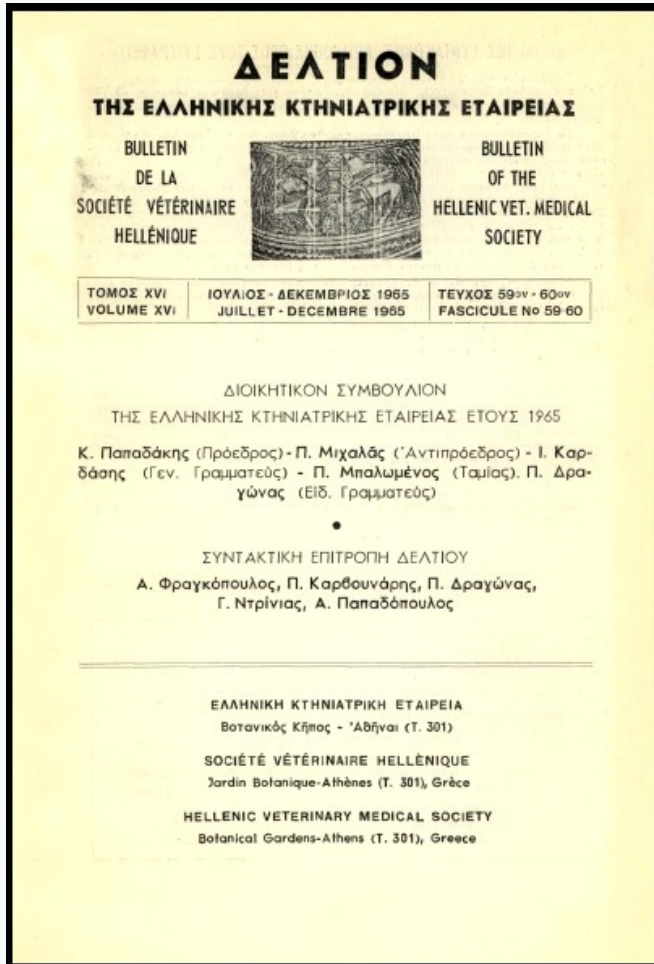 ΔΕΛΤΙΟΝ
ΤΗΣ ΕΛΛΗΝΙΚΗΣ ΚΤΗΝΙΑΤΡΙΚΗΣ ΕΤΑΙΡΕΙΑΣ
BULLETIN
DE LA
SOCIÉTÉ VÉTÉRINAIRE
HELLÉNIQUE
BULLETIN
OF THE
HELLENIC VET. MEDICAL
SOCIETY
ΤΟΜΟΣ XVI
VOLUME XVI
ΙΟΥΛΙΟΣ - ΔΕΚΕΜΒΡΙΟΣ 1965
JUILLET - DECEMBRE 1965
ΤΕΥΧΟΣ 59ον - 60ον
FASCICULE No 59-60
ΔΙΟΙΚΗΤΙΚΟΝ ΣΥΜΒΟΥΛΙΟΝ
ΤΗΣ ΕΛΛΗΝΙΚΗΣ ΚΤΗΝΙΑΤΡΙΚΗΣ ΕΤΑΙΡΕΙΑΣ ΕΤΟΥΣ 1965
Κ. Παπαδάκης (Πρόεδρος) - Π. Μιχαλᾶς (Ἀντιπρόεδρος) - Ι. Καρ-
δάσης (Γεν. Γραμματεὺς) - Π. Μπαλωμένος (Ταμίας). Π. Δρα-
γώνας (Εἰδ. Γραμματεὺς)
ΣΥΝΤΑΚΤΙΚΗ ΕΠΙΤΡΟΠΗ ΔΕΛΤΙΟΥ
Α. Φραγκόπουλος, Π. Καρβουνάρης, Π. Δραγώνας,
Γ. Ντρίνιας, Α. Παπαδόπουλος
ΕΛΛΗΝΙΚΗ ΚΤΗΝΙΑΤΡΙΚΗ ΕΤΑΙΡΕΙΑ
Βοτανικὸς Κῆπος - Ἀθῆναι (Τ. 301)
SOCIÉTÉ VÉTÉRINAIRE HELLÈNIQUE
Jardin Botanique-Athènes (T. 301), Grèce
HELLENIC VETERINARY MEDICAL SOCIETY
Botanical Gardens-Athens (T. 301), Greece